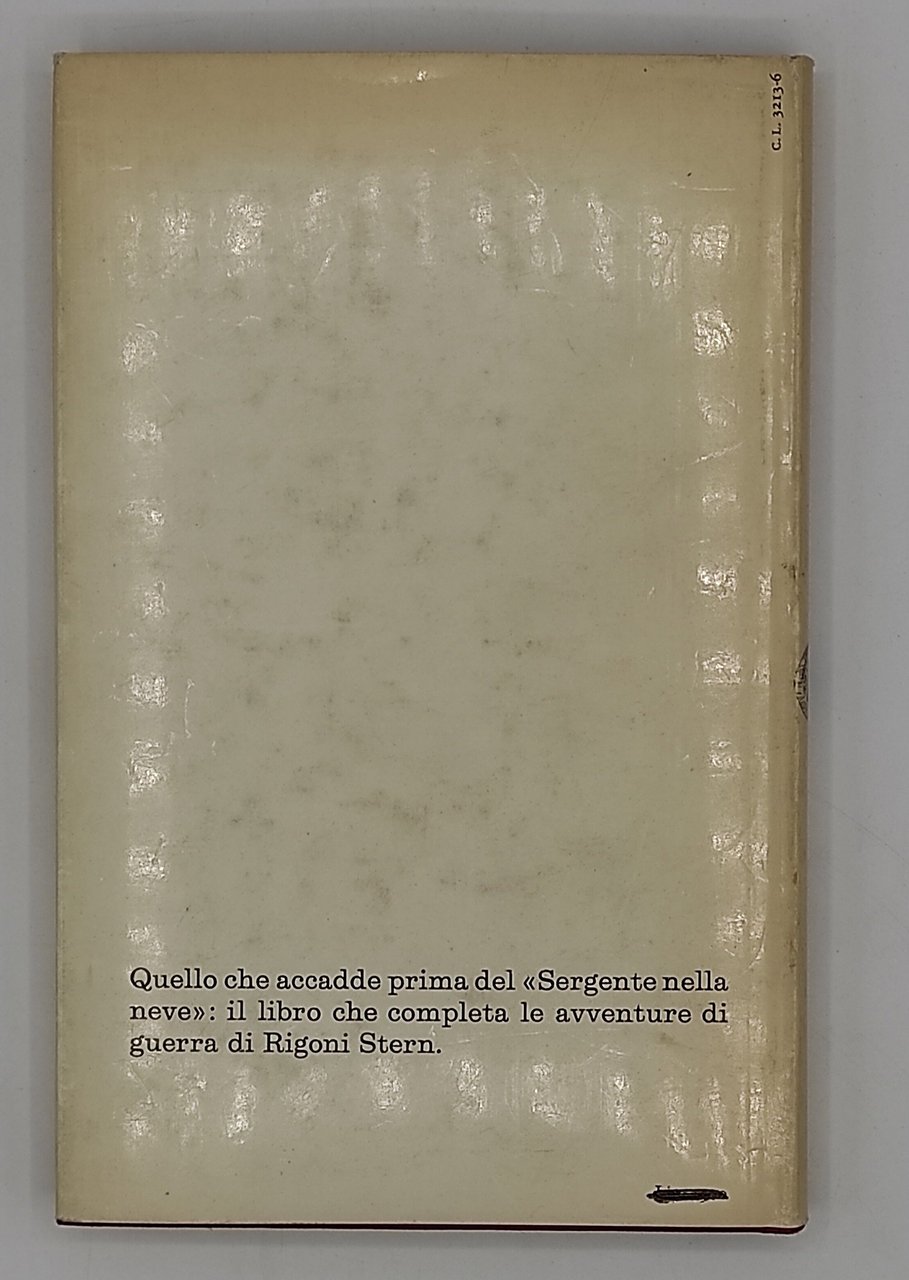 C. L. 3213-6
Quello che accadde prima del «Sergente nella
neve»: il libro che completa le avventure di
guerra di Rigoni Stern.